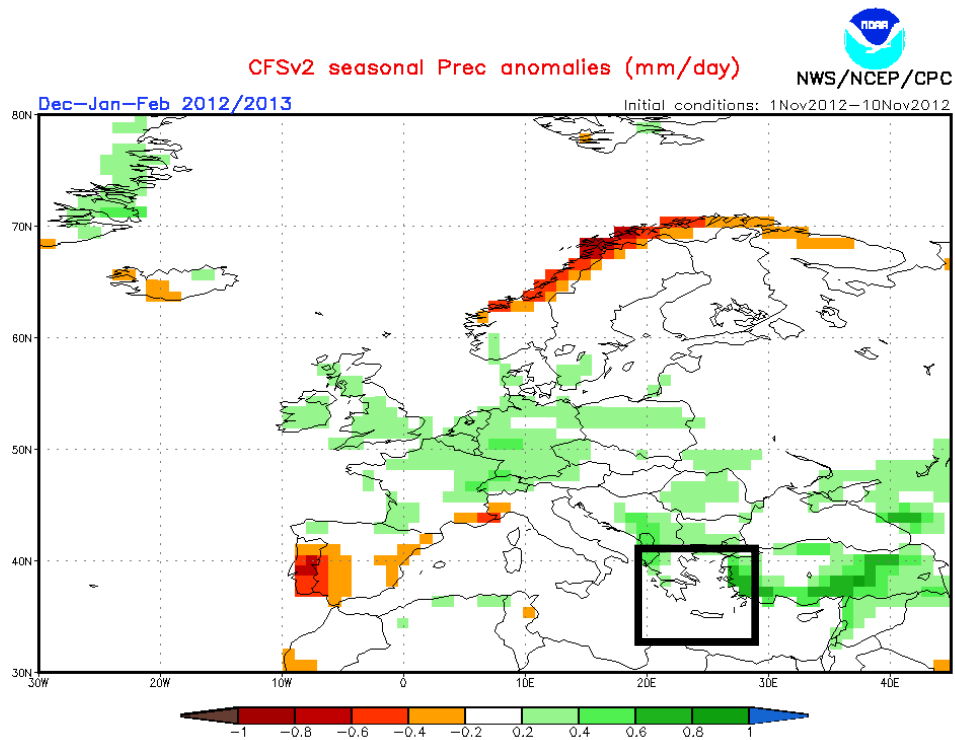 NOAA
CFSv2 seasonal Prec anomalies (mm/day)
NWS/NCEP/CPC
Dec-Jan-Feb 2012/2013
Initial conditions: 1Nov2012-10Nov2012
80N
70N
60N
50N
40N
30N
30W 20W 10W 0 10E 20E 30E 40E
-1 -0.8 -0.6 -0.4 -0.2 0.2 0.4 0.6 0.8 1